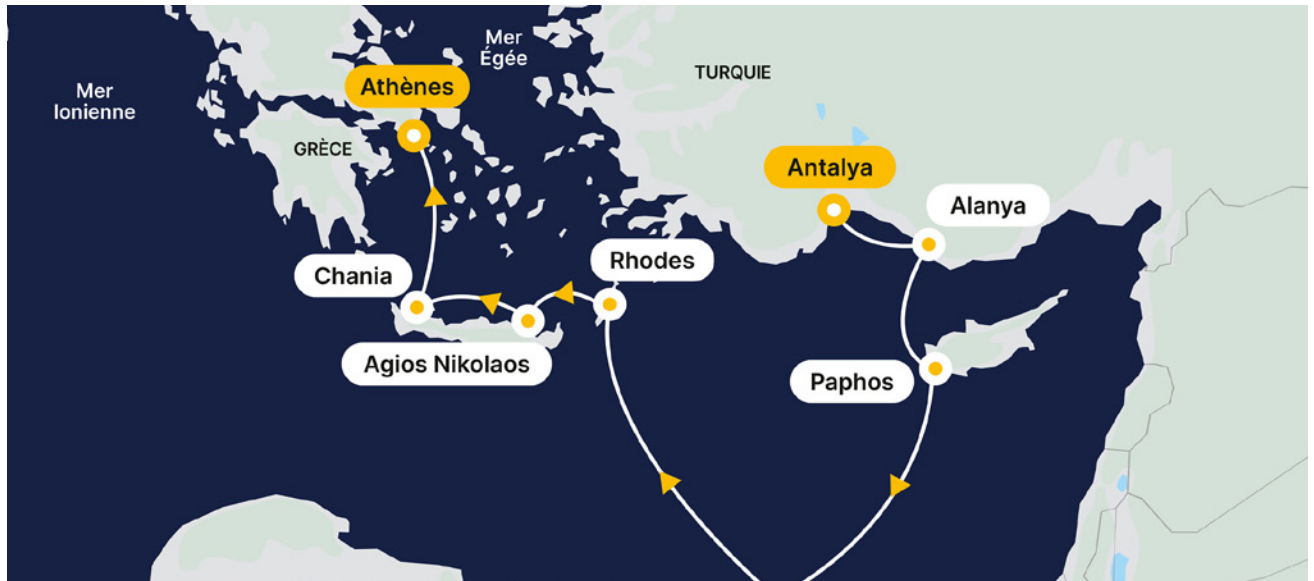 Mer
Égée
Mer
Ionienne
Athènes
TURQUIE
GRÈCE
Antalya
Alanya
Rhodes
Chania
Agios Nikolaos
Paphos